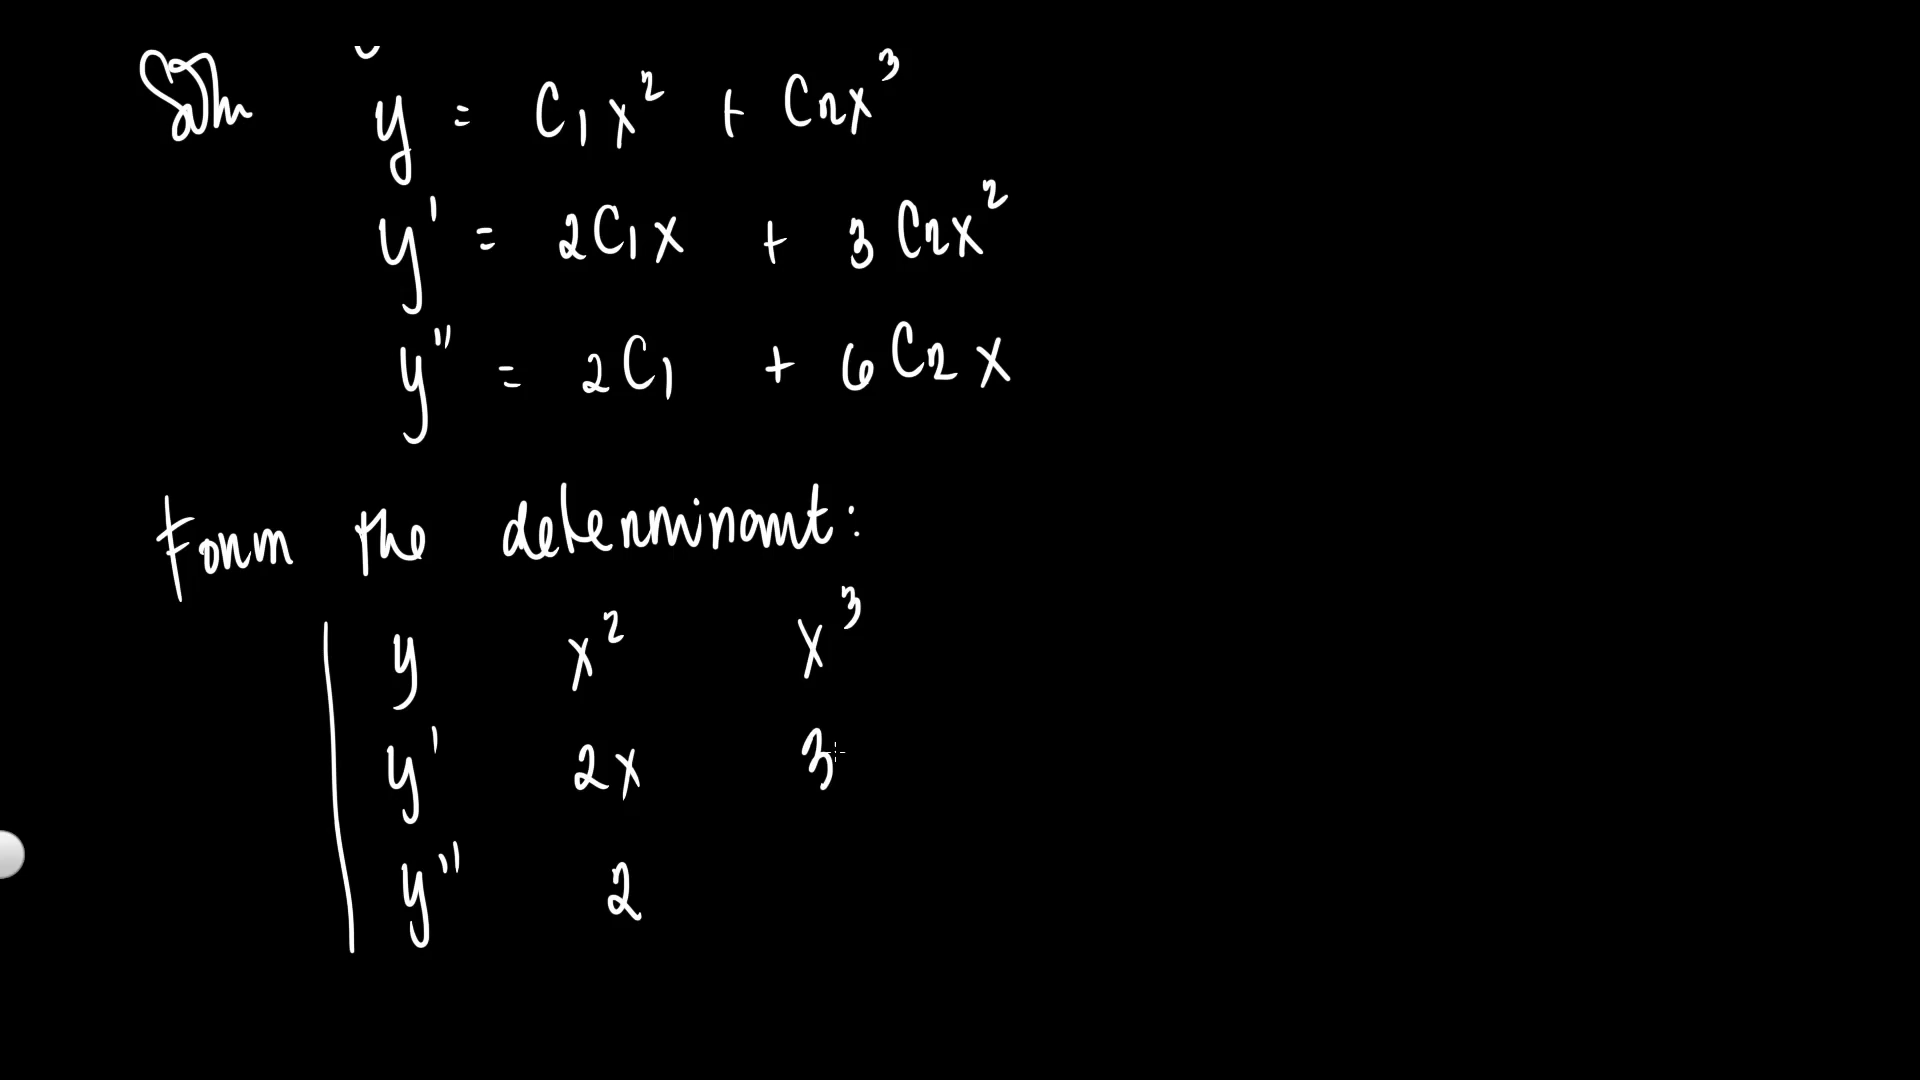 Soln y = C₁x² + C₂x³
y' = 2C₁x + 3C₂x²
y'' = 2C₁ + 6C₂x
Form the determinant:
| y x² x³
y' 2x 3
y'' 2